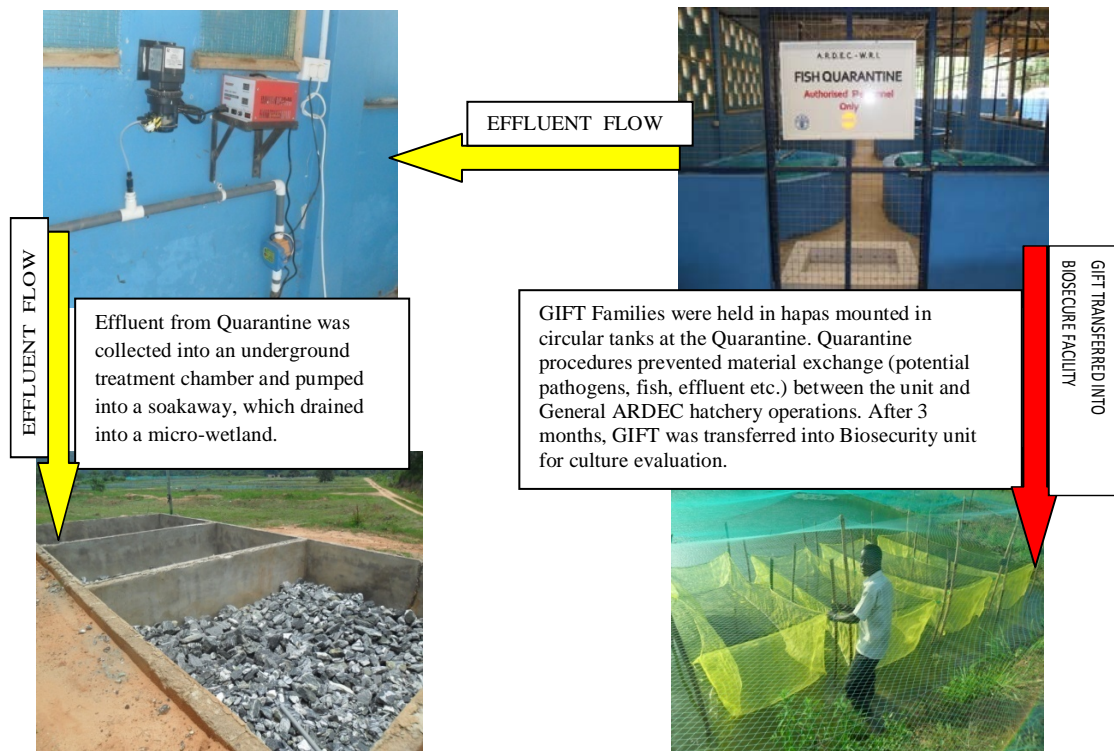 A.R.D.E.C - W.R.I.
FISH QUARANTINE
Authorised Personnel
Only
EFFLUENT FLOW
EFFLUENT FLOW
Effluent from Quarantine was
collected into an underground
treatment chamber and pumped
into a soakaway, which drained
into a micro-wetland.
GIFT Families were held in hapas mounted in
circular tanks at the Quarantine. Quarantine
procedures prevented material exchange (potential
pathogens, fish, effluent etc.) between the unit and
General ARDEC hatchery operations. After 3
months, GIFT was transferred into Biosecurity unit
for culture evaluation.
GIFT TRANSFERRED INTO
BIOSECURE FACILITY